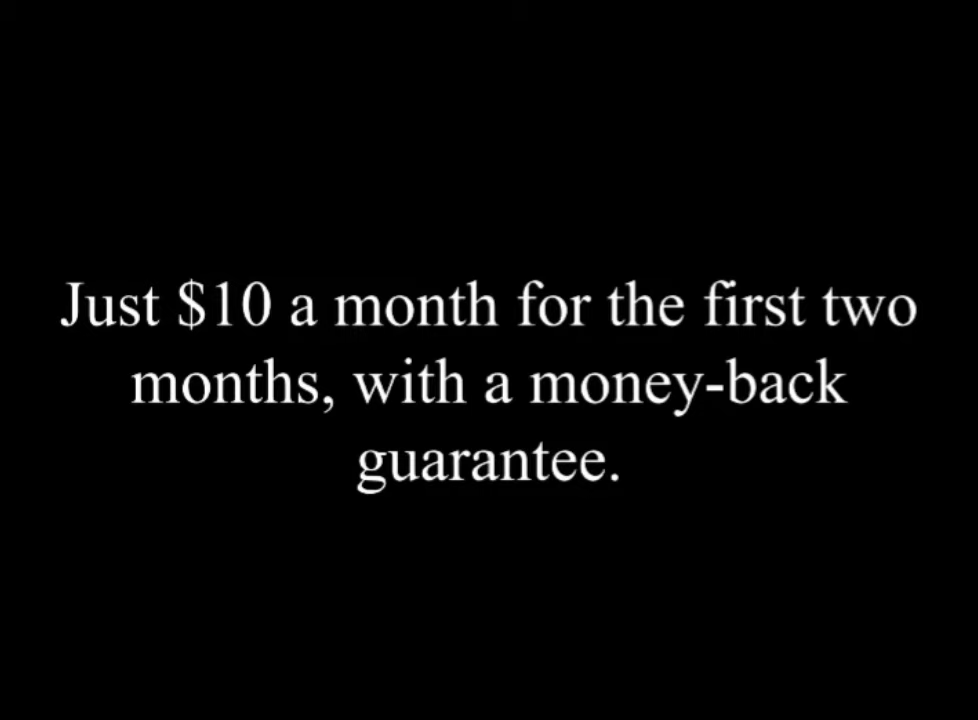 Just $10 a month for the first two
months, with a money-back
guarantee.